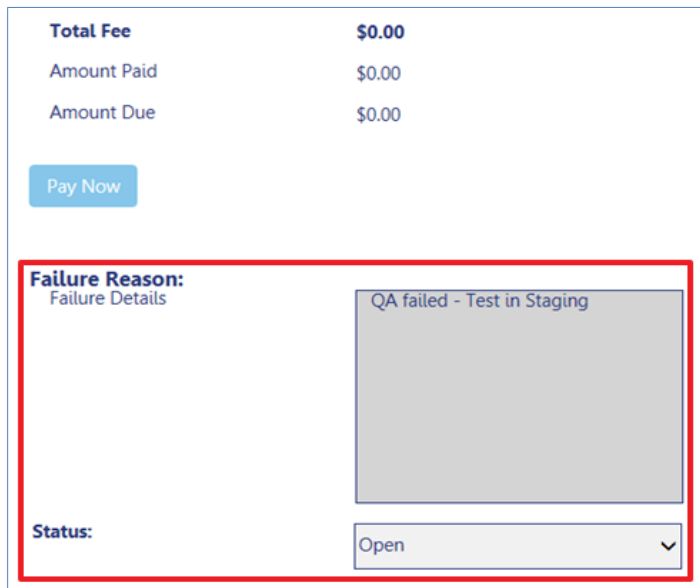 Total Fee $0.00
Amount Paid $0.00
Amount Due $0.00
Pay Now
Failure Reason:
Failure Details QA failed - Test in Staging
Status: Open